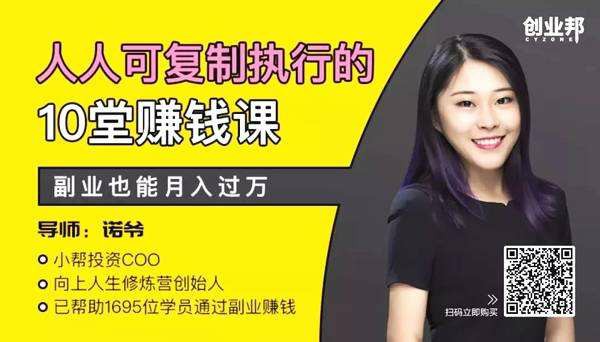 创业邦
CYZONE
人人可复制执行的
10堂赚钱课
副业也能月入过万
导师：诺爷
小帮投资COO
向上人生修炼营创始人
已帮助1695位学员通过副业赚钱
扫码立即购买